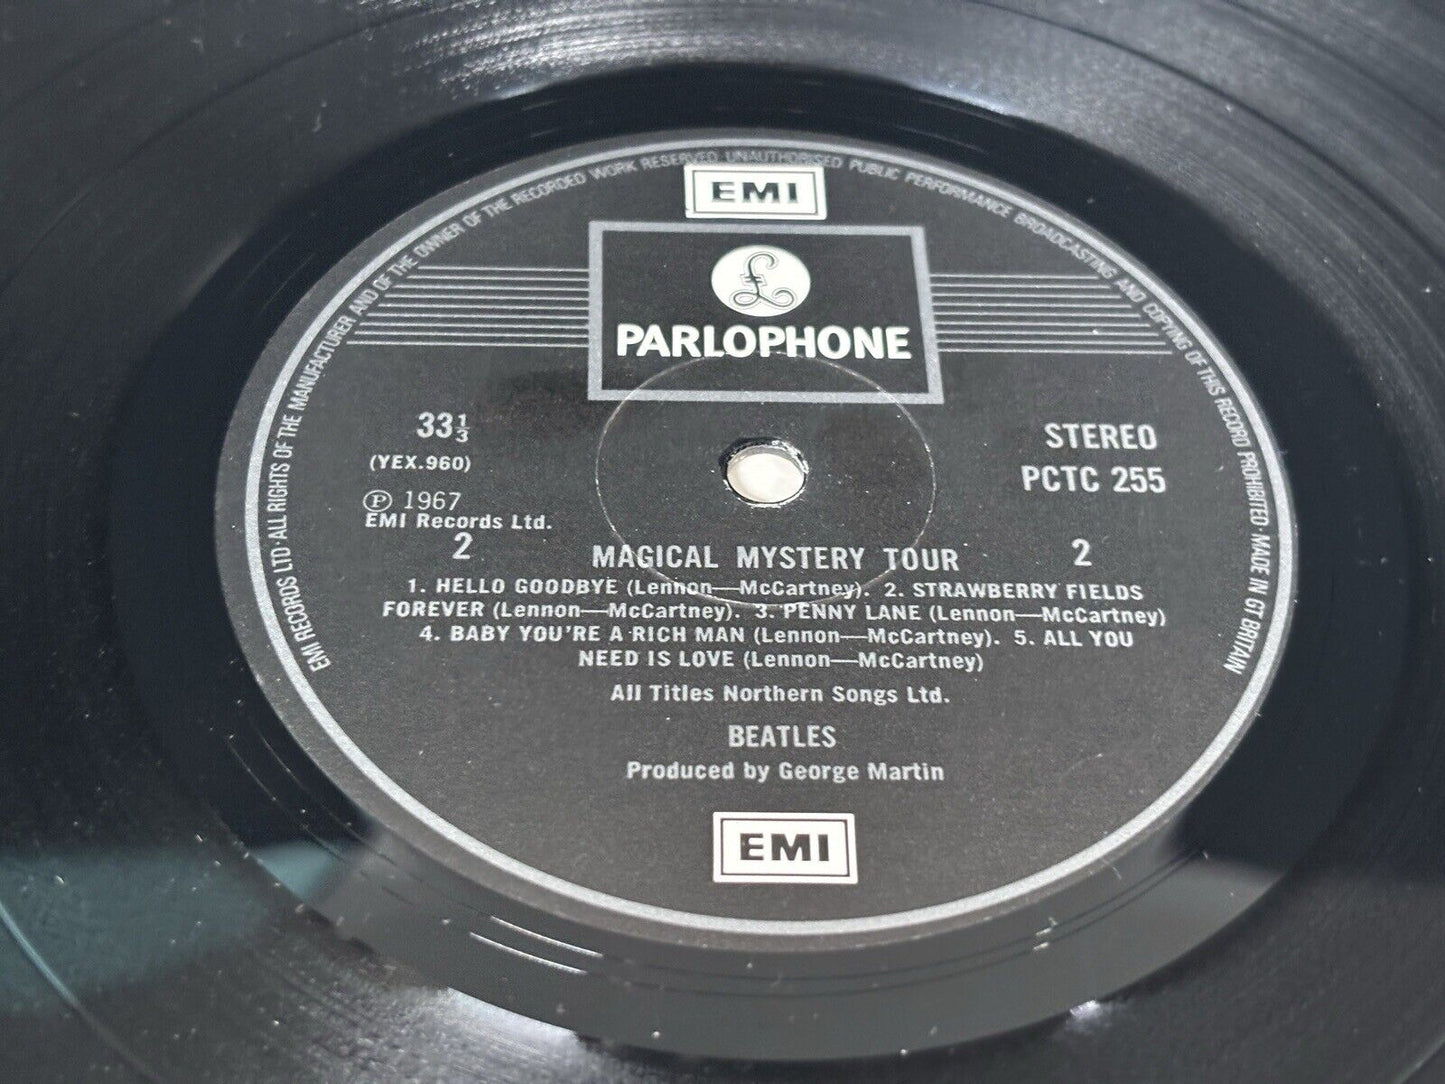 EMI RECORDS LTD·ALL RIGHTS OF THE MANUFACTURER AND OF THE OWNER OF THE RECORDED WORK RESERVED UNAUTHORISED PUBLIC PERFORMANCE BROADCASTING AND COPYING OF THIS RECORD PROHIBITED·MADE IN GT BRITAIN
EMI
£
PARLOPHONE
33⅓
STEREO
(YEX.960)
PCTC 255
Ⓟ 1967
EMI Records Ltd.
2
MAGICAL MYSTERY TOUR
2
1. HELLO GOODBYE (Lennon—McCartney). 2. STRAWBERRY FIELDS
FOREVER (Lennon—McCartney). 3. PENNY LANE (Lennon—McCartney)
4. BABY YOU'RE A RICH MAN (Lennon—McCartney). 5. ALL YOU
NEED IS LOVE (Lennon—McCartney)
All Titles Northern Songs Ltd.
BEATLES
Produced by George Martin
EMI